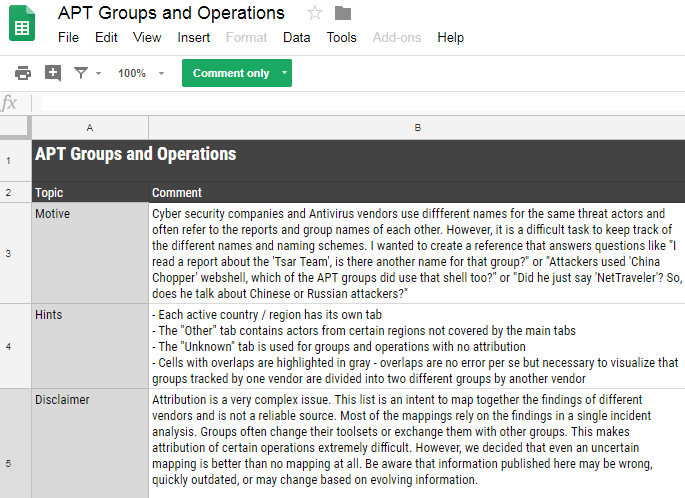 APT Groups and Operations
File Edit View Insert Format Data Tools Add-ons Help
100% Comment only
fx
A B
1 APT Groups and Operations
2 Topic Comment
Motive
Cyber security companies and Antivirus vendors use diffferent names for the same threat actors and
often refer to the reports and group names of each other. However, it is a difficult task to keep track of
the different names and naming schemes. I wanted to create a reference that answers questions like "I
read a report about the 'Tsar Team', is there another name for that group?" or "Attackers used 'China
3 Chopper' webshell, which of the APT groups did use that shell too?" or "Did he just say 'NetTraveler'? So,
does he talk about Chinese or Russian attackers?"
Hints
- Each active country / region has its own tab
- The "Other" tab contains actors from certain regions not covered by the main tabs
4 - The "Unknown" tab is used for groups and operations with no attribution
- Cells with overlaps are highlighted in gray - overlaps are no error per se but necessary to visualize that
groups tracked by one vendor are divided into two different groups by another vendor
Disclaimer
Attribution is a very complex issue. This list is an intent to map together the findings of different
vendors and is not a reliable source. Most of the mappings rely on the findings in a single incident
analysis. Groups often change their toolsets or exchange them with other groups. This makes
attribution of certain operations extremely difficult. However, we decided that even an uncertain
5 mapping is better than no mapping at all. Be aware that information published here may be wrong,
quickly outdated, or may change based on evolving information.